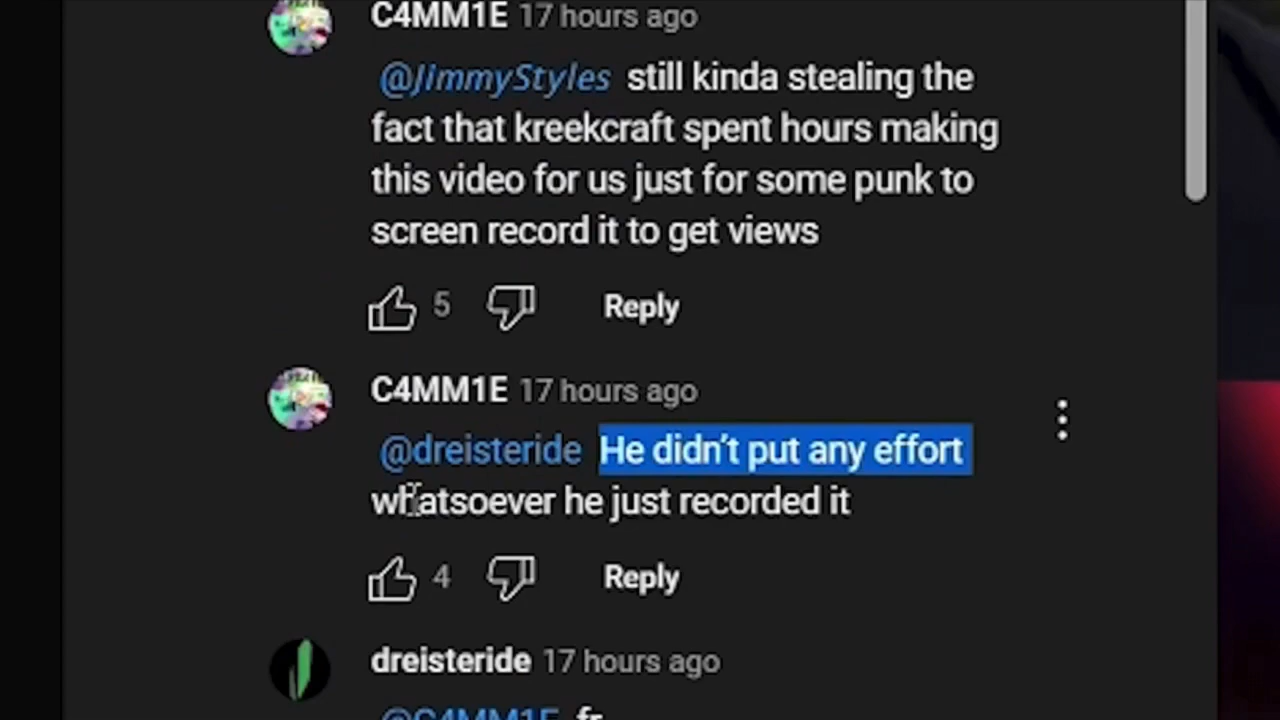 C4MM1E 17 hours ago
@JimmyStyles still kinda stealing the
fact that kreekcraft spent hours making
this video for us just for some punk to
screen record it to get views
5 Reply
C4MM1E 17 hours ago
@dreisteride He didn't put any effort
whatsoever he just recorded it
4 Reply
dreisteride 17 hours ago
@C4MM1E fr